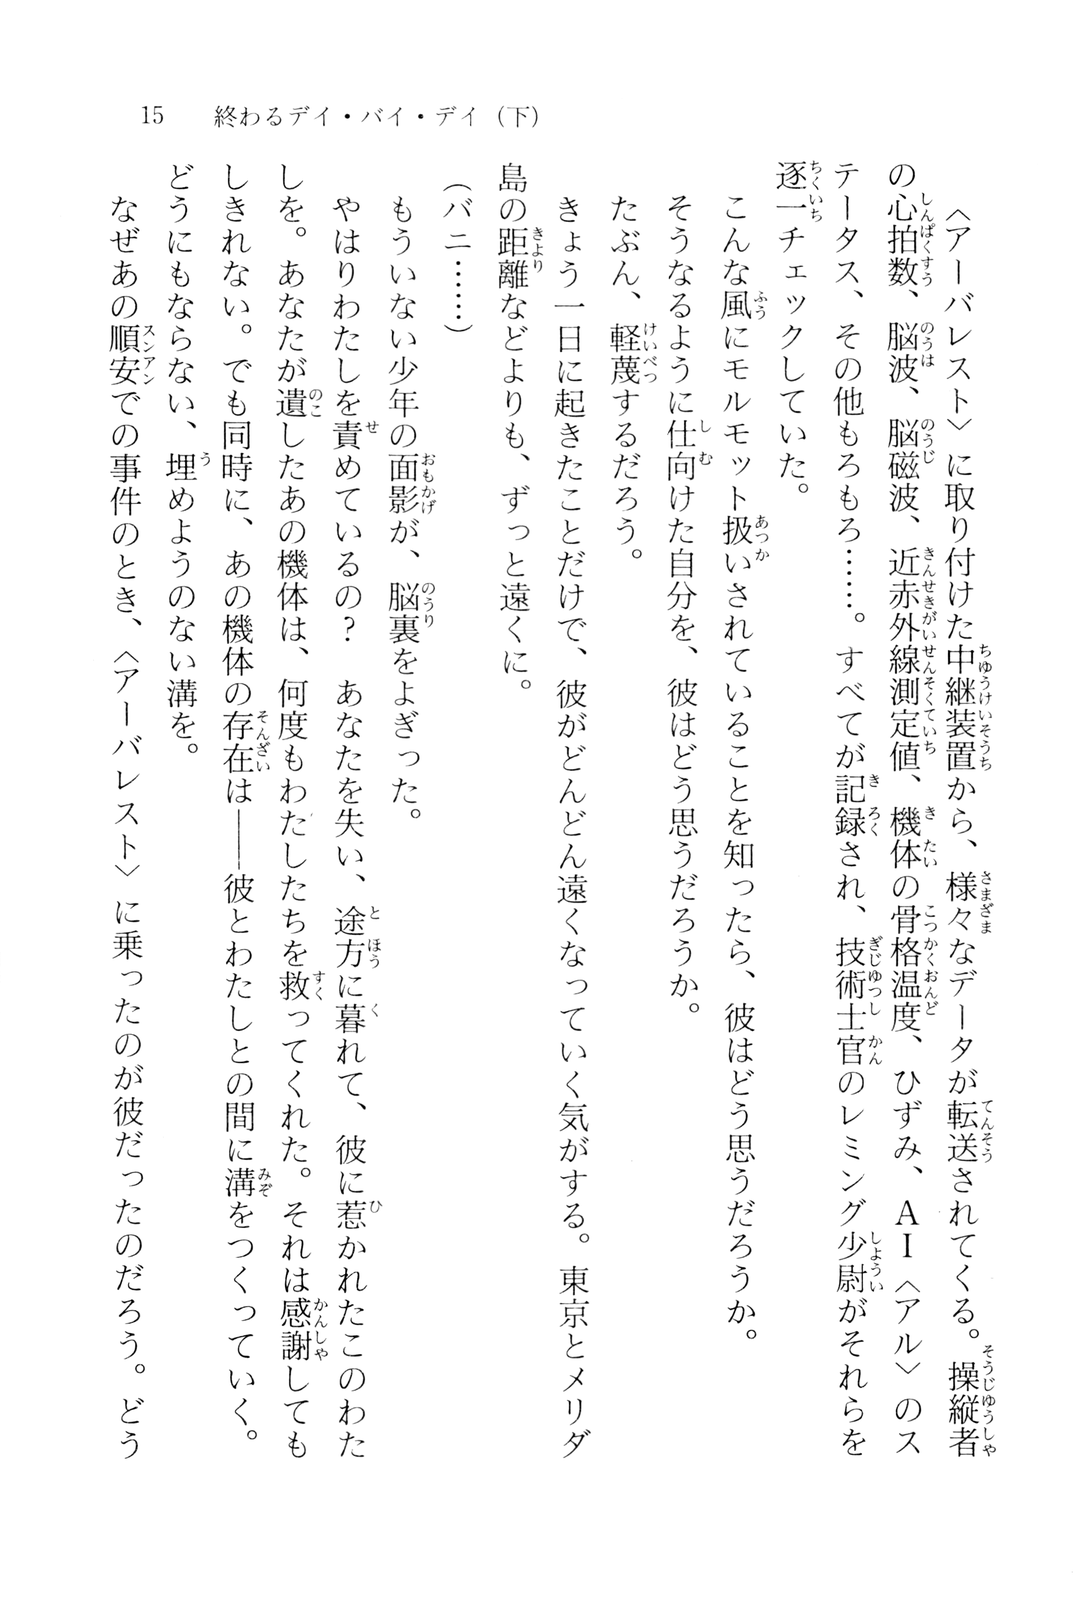 15　終わるデイ・バイ・デイ（下）
〈アーバレスト〉に取り付けた中継装置から、様々なデータが転送されてくる。操縦者
の心拍数、脳波、脳磁波、近赤外線測定値、機体の骨格温度、ひずみ、ＡＩ〈アル〉のス
テータス、その他もろもろ……。すべてが記録され、技術士官のレミング少尉がそれらを
逐一チェックしていた。
こんな風にモルモット扱いされていることを知ったら、彼はどう思うだろうか。
そうなるように仕向けた自分を、彼はどう思うだろうか。
たぶん、軽蔑するだろう。
きょう一日に起きたことだけで、彼がどんどん遠くなっていく気がする。東京とメリダ
島の距離などよりも、ずっと遠くに。
（バニ……）
もういない少年の面影が、脳裏をよぎった。
やはりわたしを責めているの？　あなたを失い、途方に暮れて、彼に惹かれたこのわた
しを。あなたが遺したあの機体は、何度もわたしたちを救ってくれた。それは感謝しても
しきれない。でも同時に、あの機体の存在は――彼とわたしとの間に溝をつくっていく。
どうにもならない、埋めようのない溝を。
なぜあの順安での事件のとき、〈アーバレスト〉に乗ったのが彼だったのだろう。どう